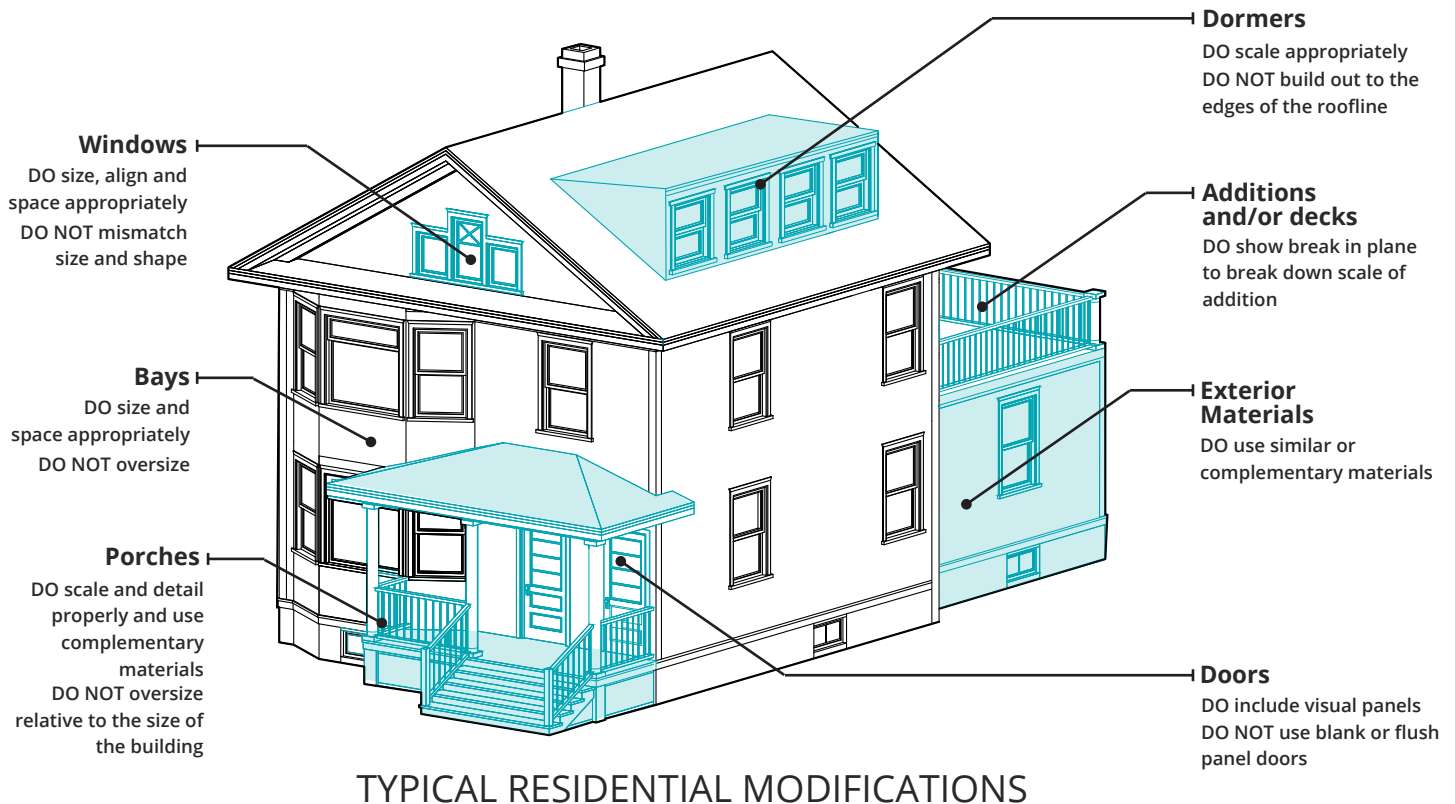 Windows
DO size, align and
space appropriately
DO NOT mismatch
size and shape
Bays
DO size and
space appropriately
DO NOT oversize
Porches
DO scale and detail
properly and use
complementary
materials
DO NOT oversize
relative to the size of
the building
Dormers
DO scale appropriately
DO NOT build out to the
edges of the roofline
Additions
and/or decks
DO show break in plane
to break down scale of
addition
Exterior
Materials
DO use similar or
complementary materials
Doors
DO include visual panels
DO NOT use blank or flush
panel doors
TYPICAL RESIDENTIAL MODIFICATIONS